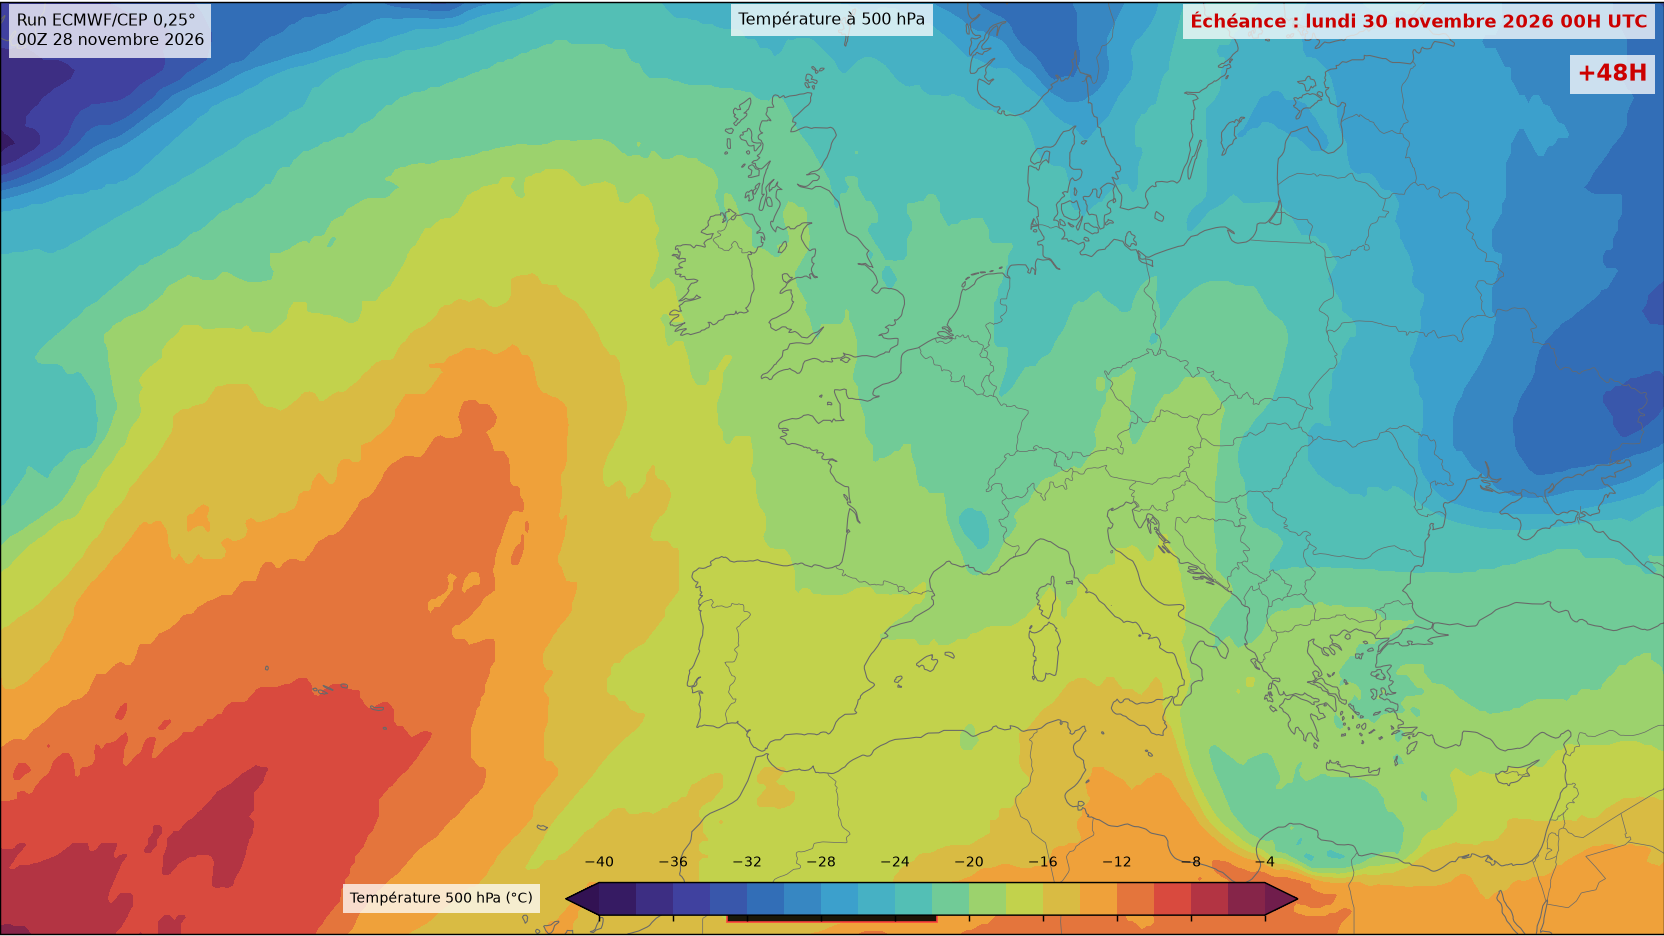 Run ECMWF/CEP 0,25°
00Z 28 novembre 2026
Température à 500 hPa
Échéance : lundi 30 novembre 2026 00H UTC
+48H
−40 −36 −32 −28 −24 −20 −16 −12 −8 −4
Température 500 hPa (°C)